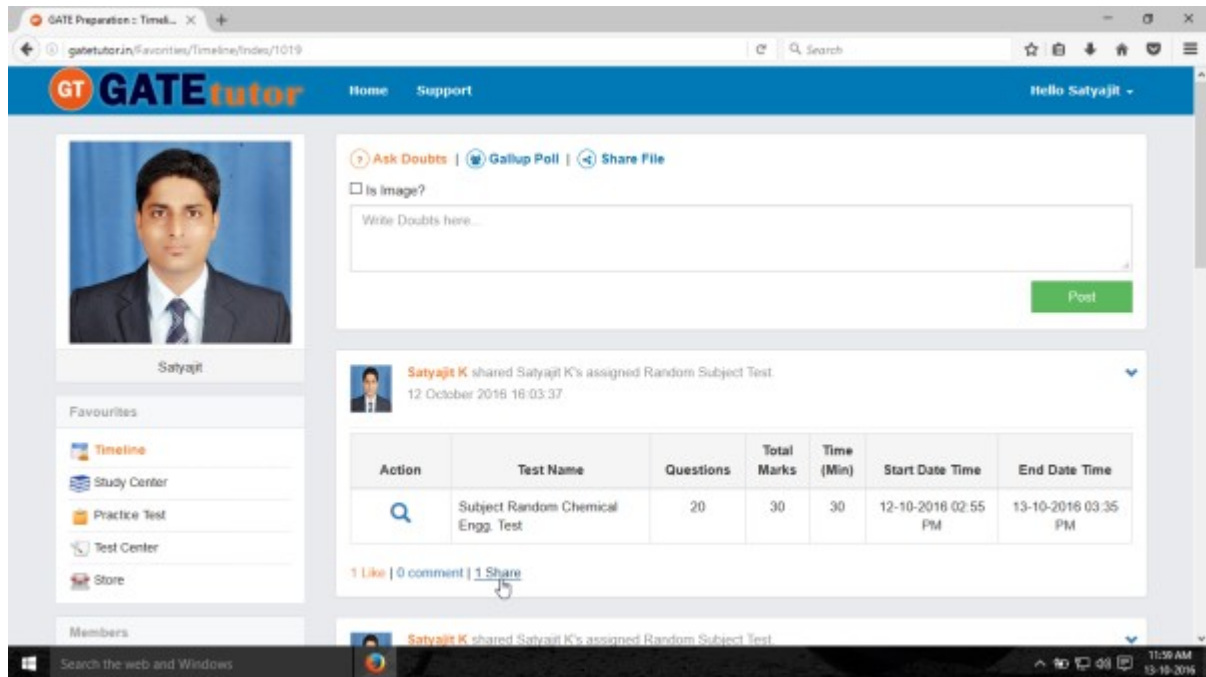 GATE Preparation :: Timeli...
gatetutor.in/Favorities/Timeline/Index/1019
Search
GT GATEtutor
Home Support
Hello Satyajit
Ask Doubts | Gallup Poll | Share File
Is Image?
Write Doubts here...
Post
Satyajit
Favourites
Timeline
Study Center
Practice Test
Test Center
Store
Members
Satyajit K shared Satyajit K's assigned Random Subject Test.
12 October 2016 16:03:37
Action Test Name Questions Total Marks Time (Min) Start Date Time End Date Time
Subject Random Chemical Engg. Test 20 30 30 12-10-2016 02:55 PM 13-10-2016 03:35 PM
1 Like | 0 comment | 1 Share
Satyajit K shared Satyajit K's assigned Random Subject Test.
Search the web and Windows
11:59 AM
13-10-2016